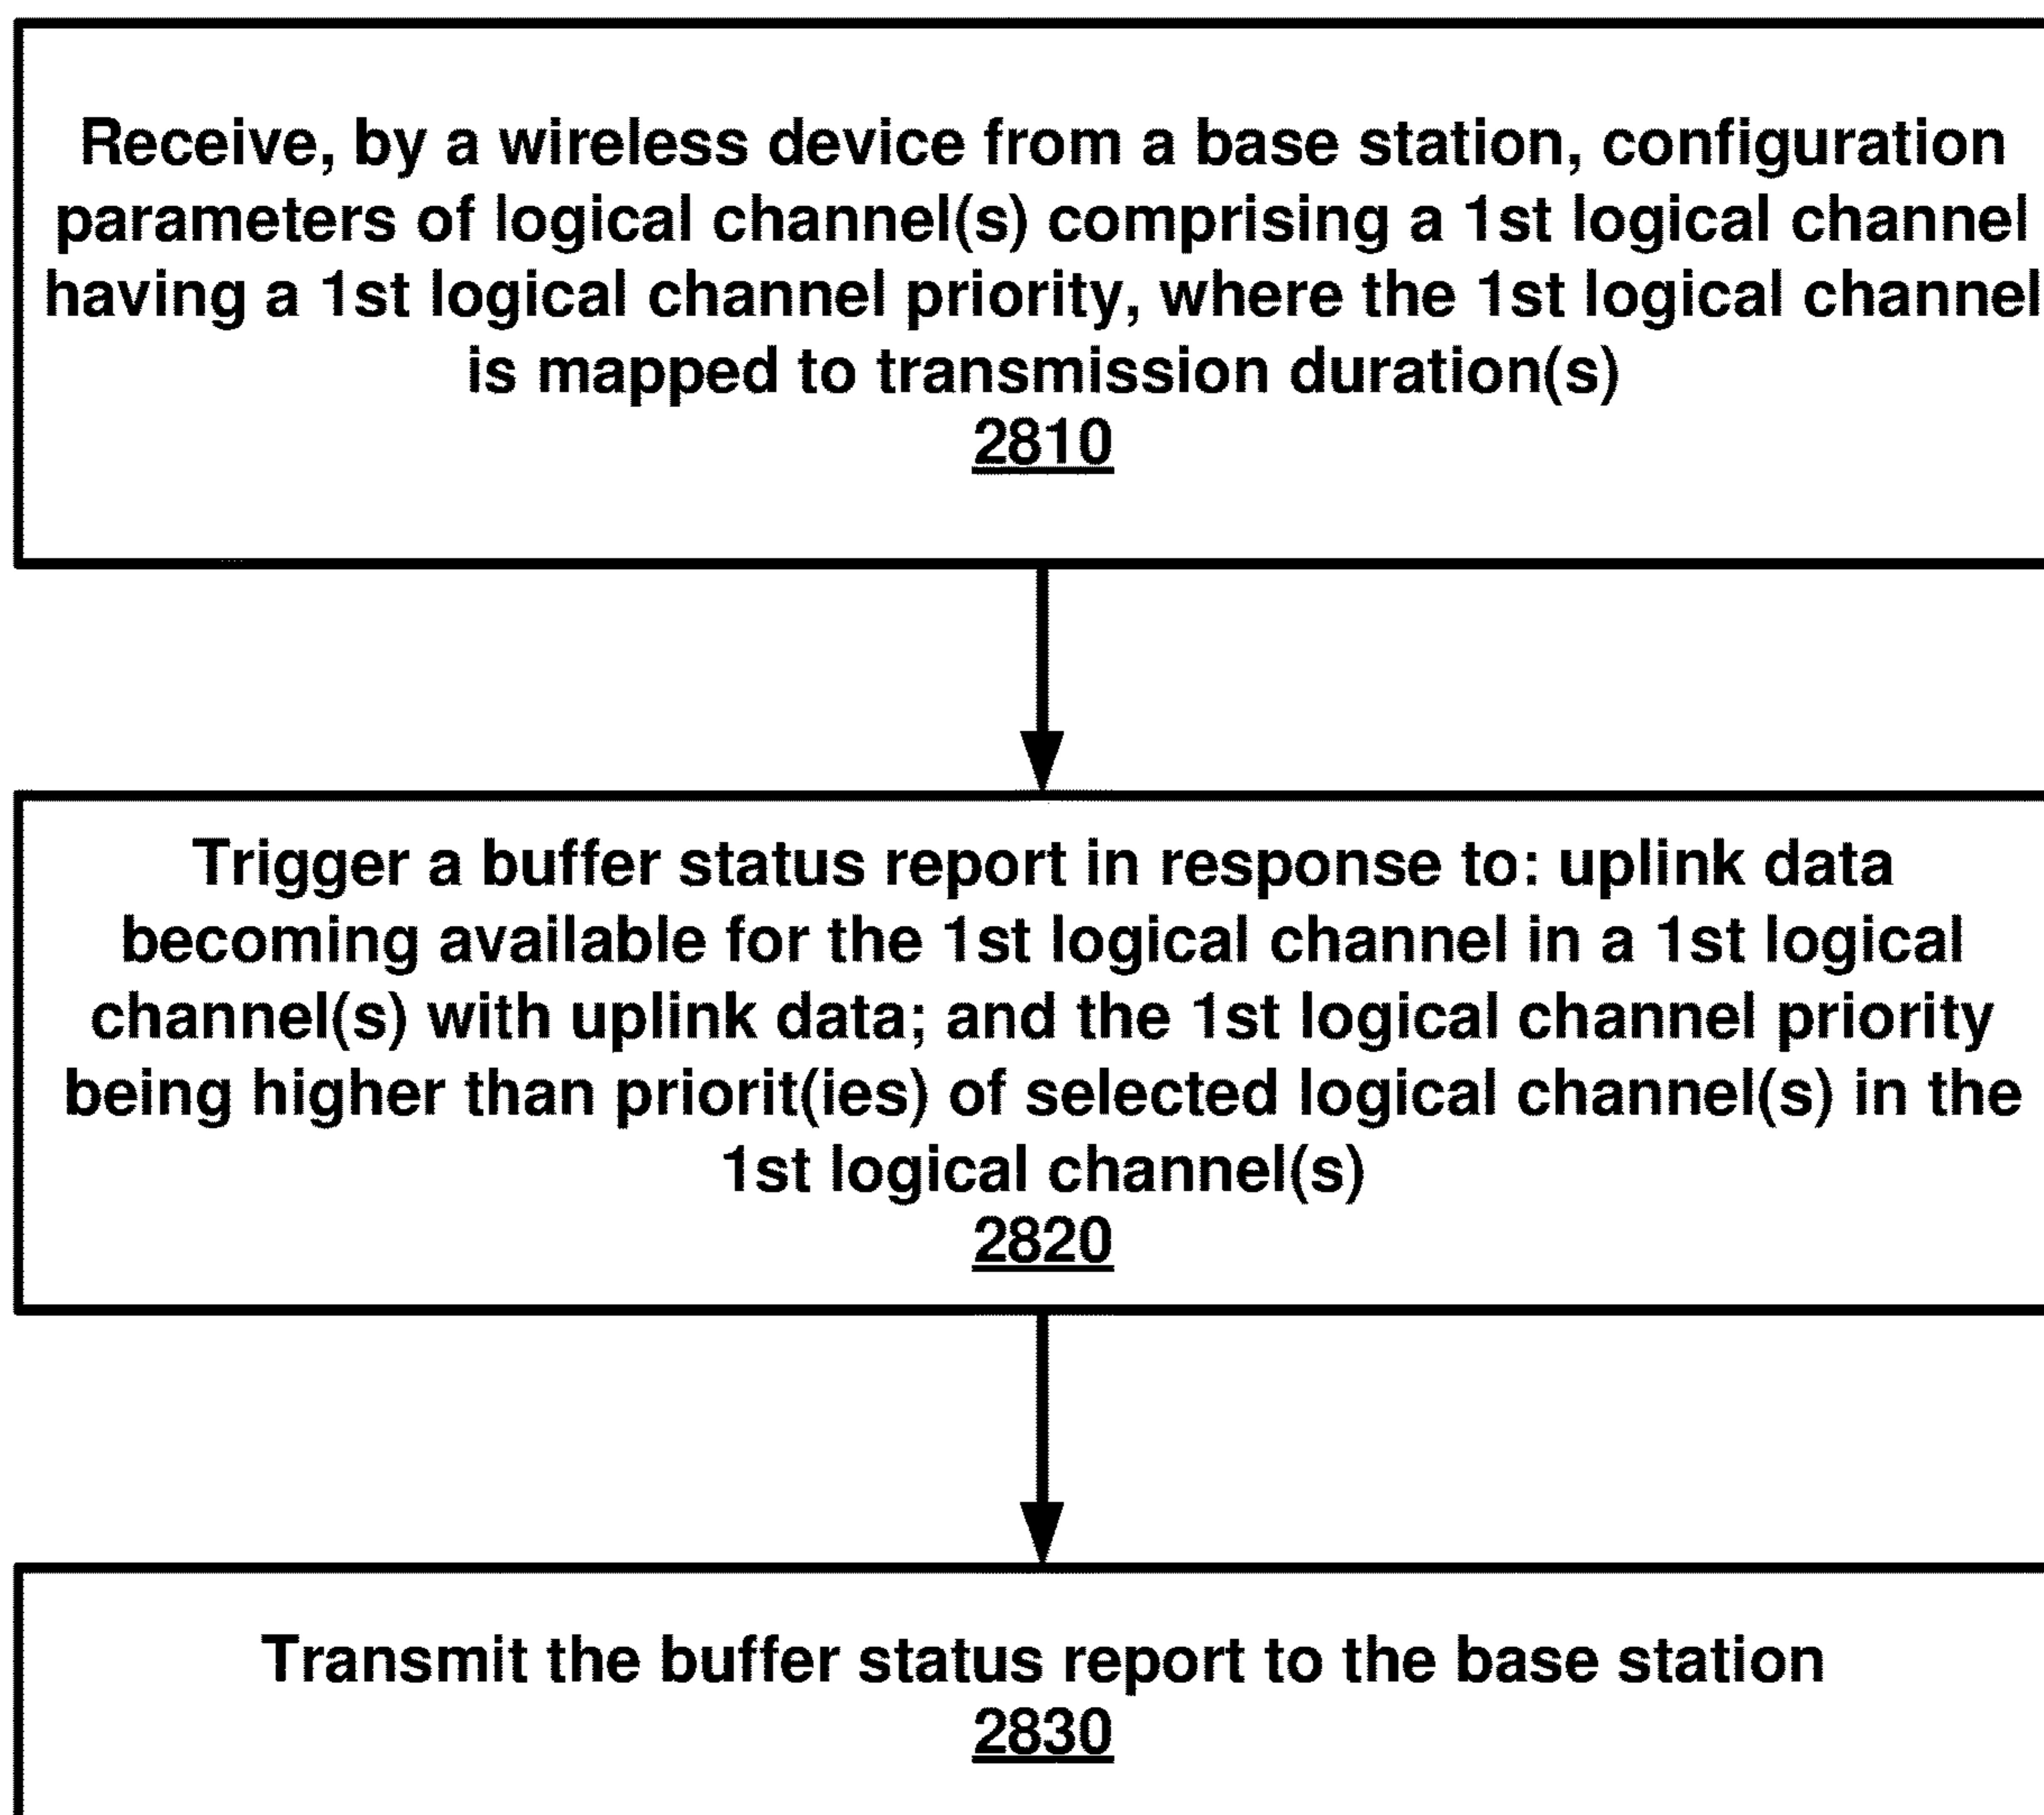 Receive, by a wireless device from a base station, configuration
parameters of logical channel(s) comprising a 1st logical channel
having a 1st logical channel priority, where the 1st logical channel
is mapped to transmission duration(s)
2810
Trigger a buffer status report in response to: uplink data
becoming available for the 1st logical channel in a 1st logical
channel(s) with uplink data; and the 1st logical channel priority
being higher than priorit(ies) of selected logical channel(s) in the
1st logical channel(s)
2820
Transmit the buffer status report to the base station
2830